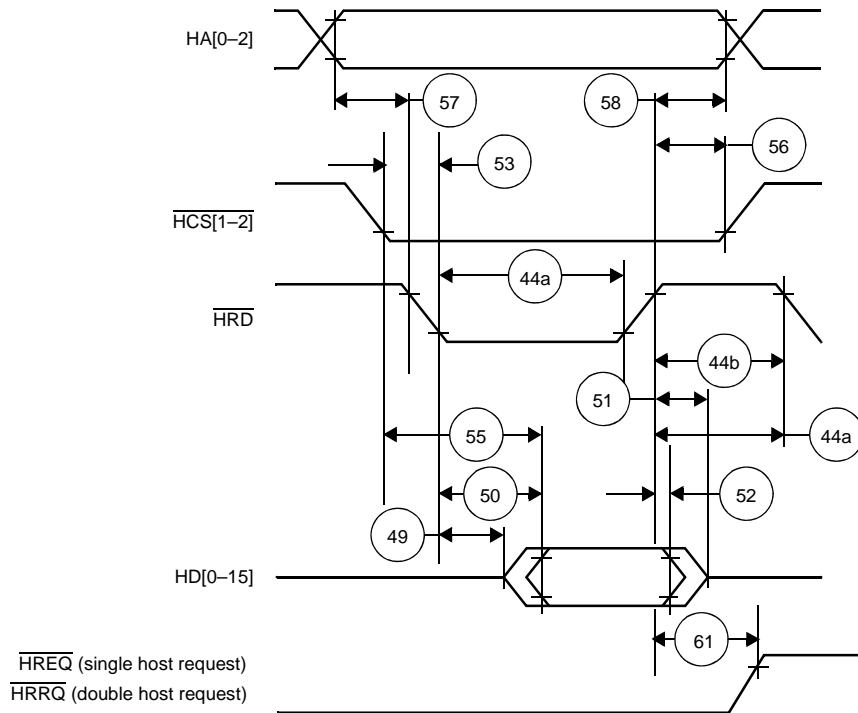 HA[0–2]
57
58
53
56
HCS[1–2]
44a
HRD
44b
51
55
44a
50
52
49
HD[0–15]
61
HREQ (single host request)
HRRQ (double host request)